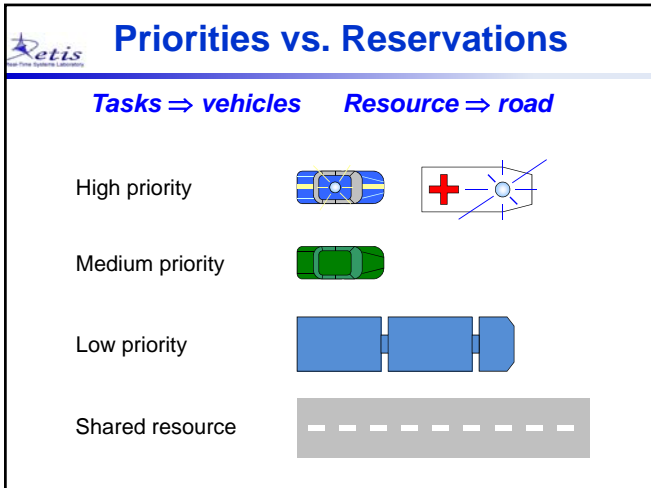 Retis
Real-Time Systems Laboratory
Priorities vs. Reservations
Tasks ⇒ vehicles Resource ⇒ road
High priority
Medium priority
Low priority
Shared resource